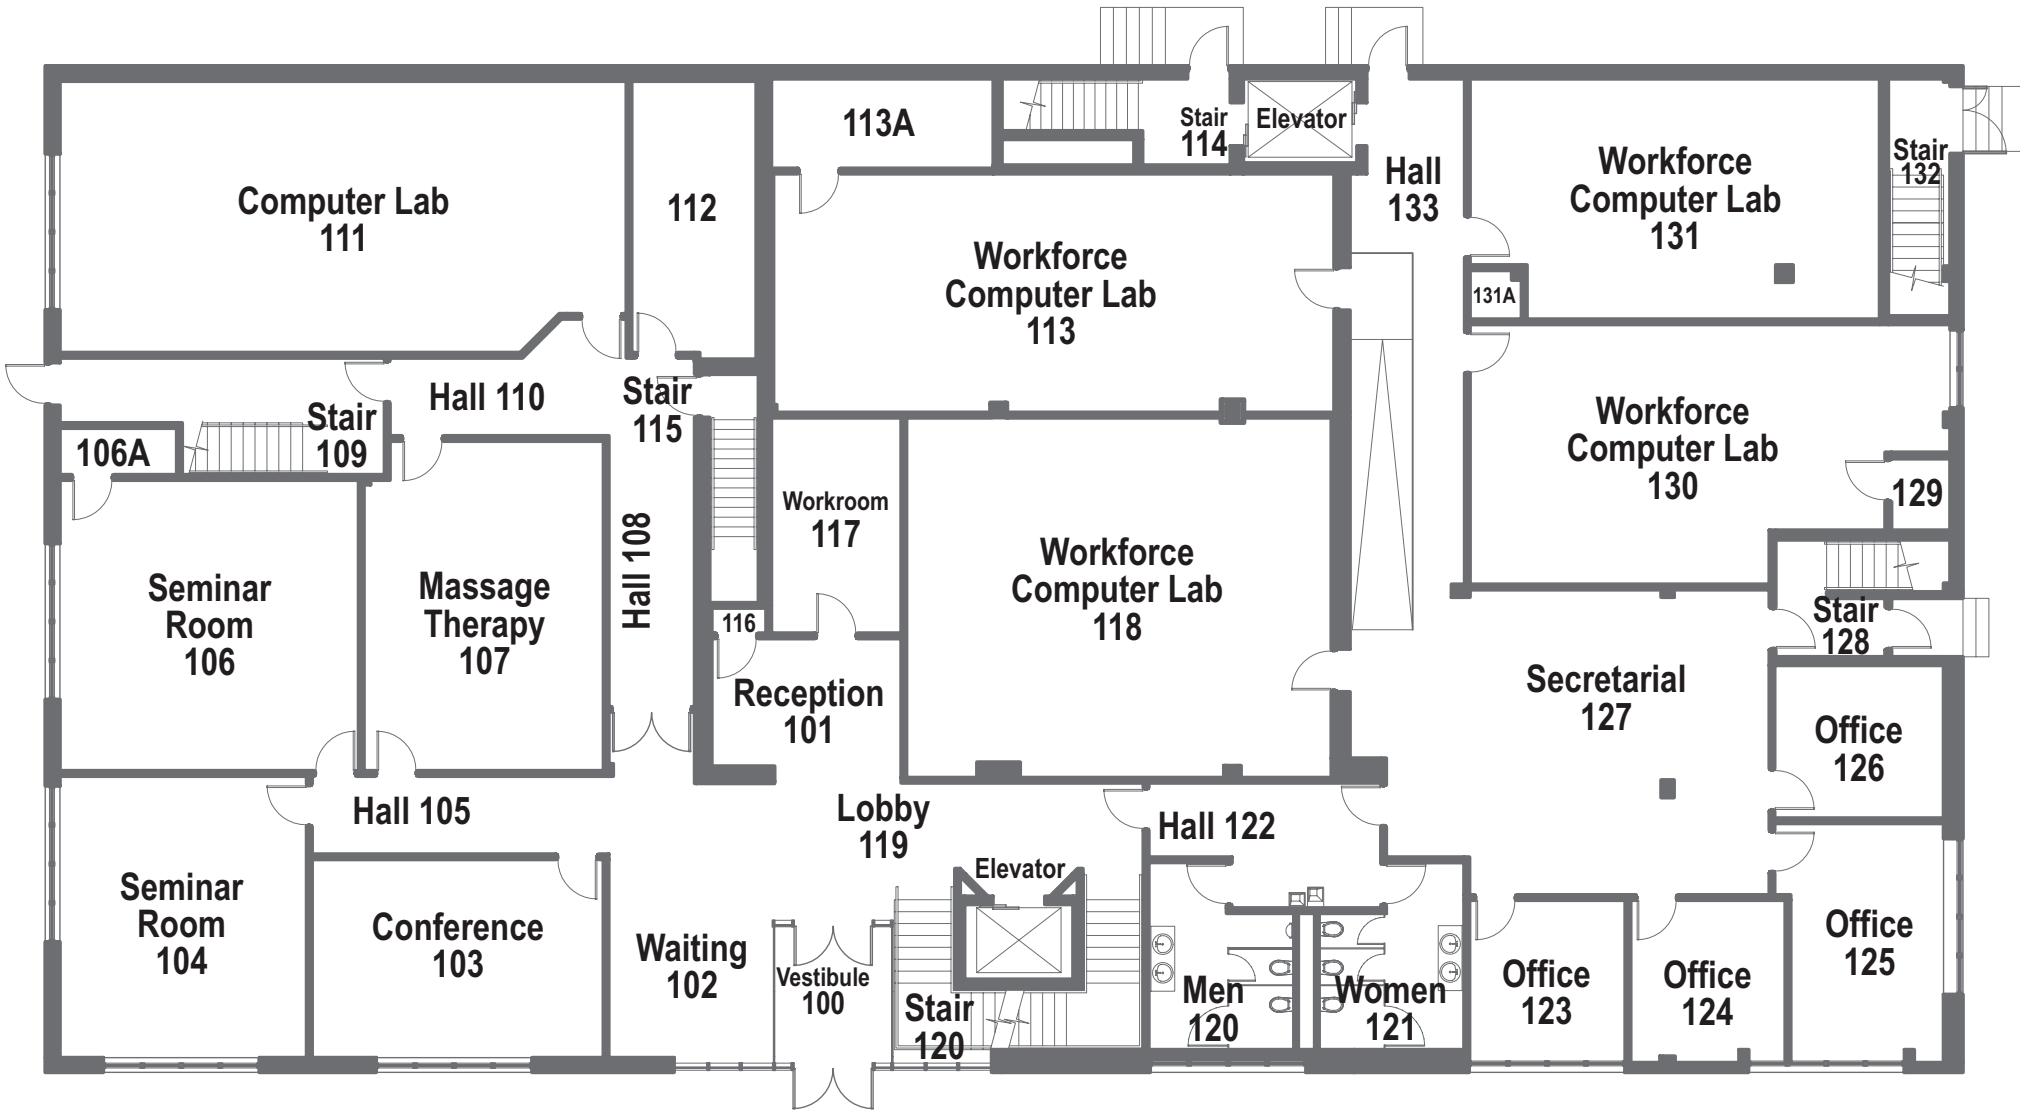 113A
Stair
114
Elevator
Hall
133
Workforce
Computer Lab
131
Stair
132
Computer Lab
111
112
Workforce
Computer Lab
113
131A
Hall 110
Stair
115
Stair
109
106A
Workforce
Computer Lab
130
129
Workroom
117
Hall 108
Seminar
Room
106
Massage
Therapy
107
Workforce
Computer Lab
118
116
Reception
101
Stair
128
Secretarial
127
Office
126
Hall 105
Lobby
119
Hall 122
Elevator
Seminar
Room
104
Conference
103
Waiting
102
Vestibule
100
Stair
120
Men
120
Women
121
Office
123
Office
124
Office
125